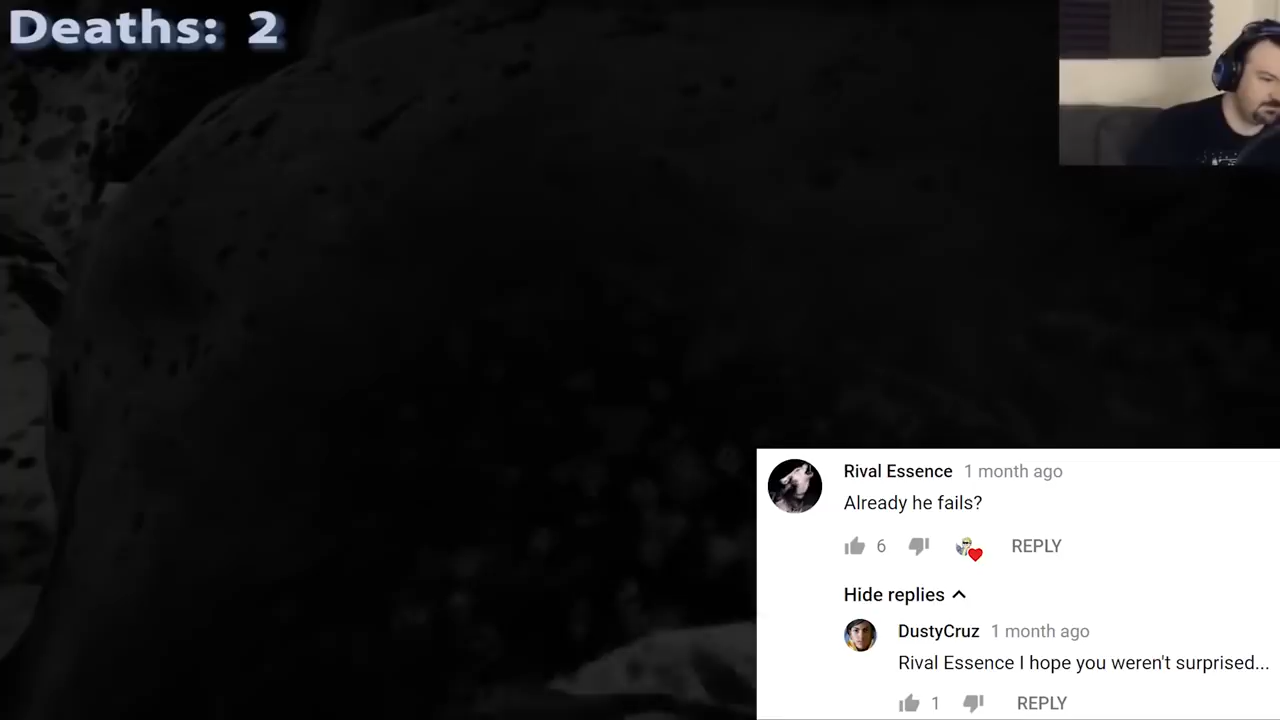 Deaths: 2
Rival Essence 1 month ago
Already he fails?
6 REPLY
Hide replies
DustyCruz 1 month ago
Rival Essence I hope you weren't surprised...
1 REPLY